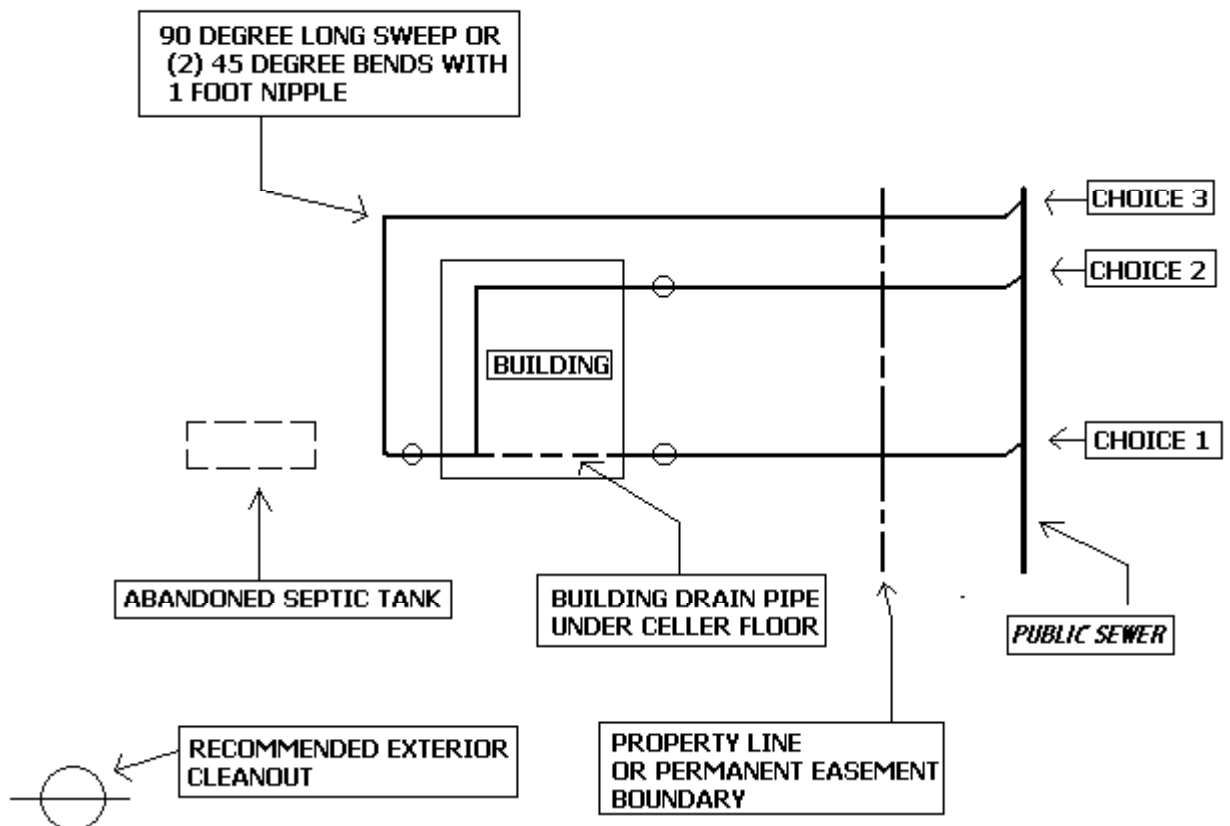 90 DEGREE LONG SWEEP OR
(2) 45 DEGREE BENDS WITH
1 FOOT NIPPLE
CHOICE 3
CHOICE 2
BUILDING
CHOICE 1
ABANDONED SEPTIC TANK
BUILDING DRAIN PIPE
UNDER CELLER FLOOR
PUBLIC SEWER
RECOMMENDED EXTERIOR
CLEANOUT
PROPERTY LINE
OR PERMANENT EASEMENT
BOUNDARY